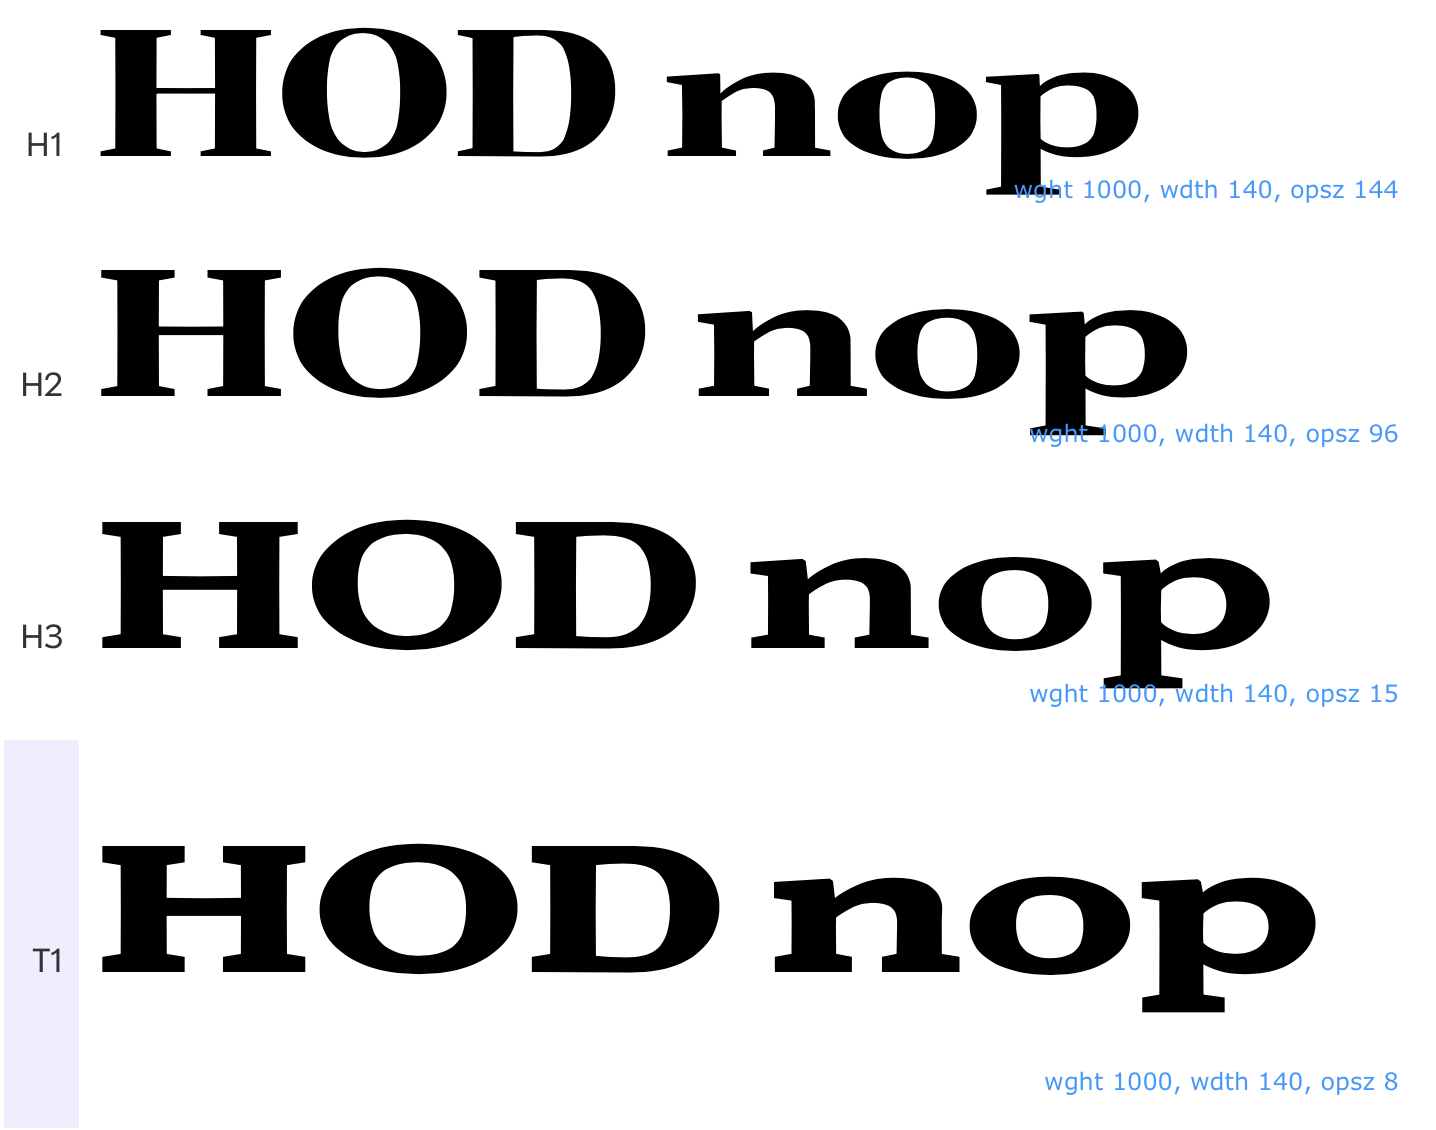 H1 HOD nop
wght 1000, wdth 140, opsz 144
H2 HOD nop
wght 1000, wdth 140, opsz 96
H3 HOD nop
wght 1000, wdth 140, opsz 15
T1 HOD nop
wght 1000, wdth 140, opsz 8